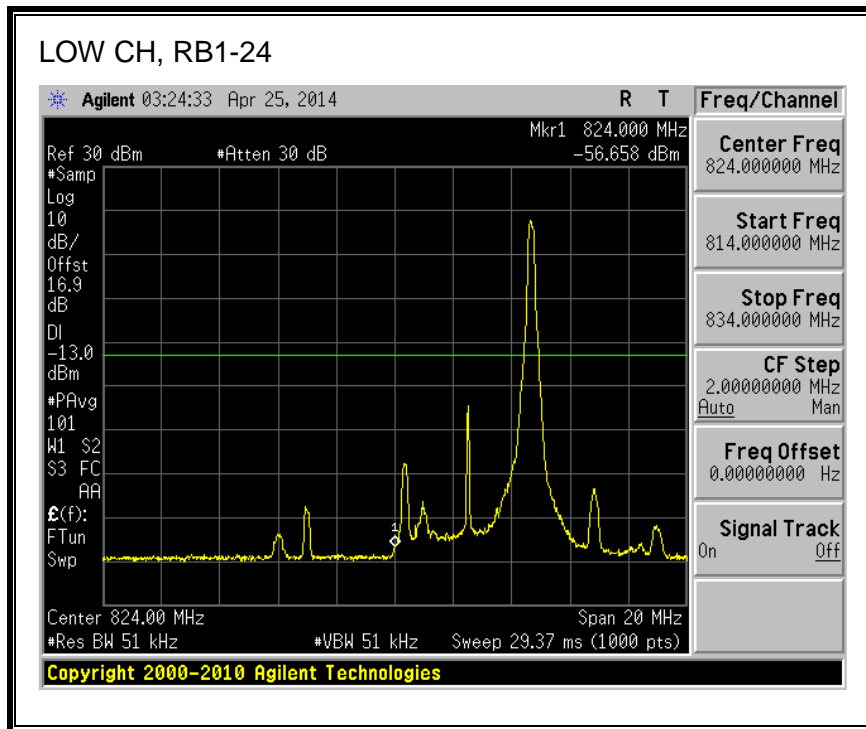 LOW CH, RB1-24
Agilent 03:24:33 Apr 25, 2014 R T
Mkr1 824.000 MHz
Ref 30 dBm #Atten 30 dB -56.658 dBm
#Samp
Log
10
dB/
Offst
16.9
dB
DI
-13.0
dBm
#PAvg
101
W1 S2
S3 FC
AA
£(f):
FTun
Swp
1
Center 824.00 MHz Span 20 MHz
#Res BW 51 kHz #VBW 51 kHz Sweep 29.37 ms (1000 pts)
Copyright 2000-2010 Agilent Technologies
Freq/Channel
Center Freq
824.000000 MHz
Start Freq
814.000000 MHz
Stop Freq
834.000000 MHz
CF Step
2.00000000 MHz
Auto Man
Freq Offset
0.00000000 Hz
Signal Track
On Off